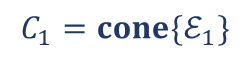 C₁ = cone{ℰ₁}